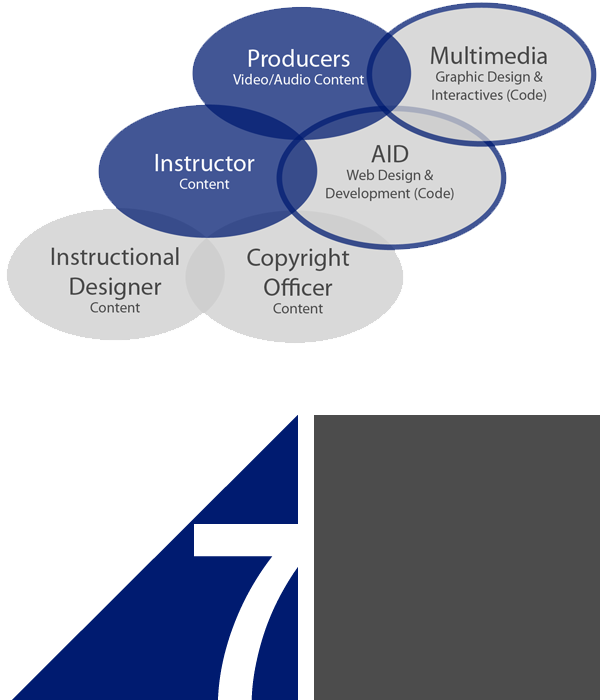 Producers
Video/Audio Content
Multimedia
Graphic Design &
Interactives (Code)
Instructor
Content
AID
Web Design &
Development (Code)
Instructional
Designer
Content
Copyright
Officer
Content
7